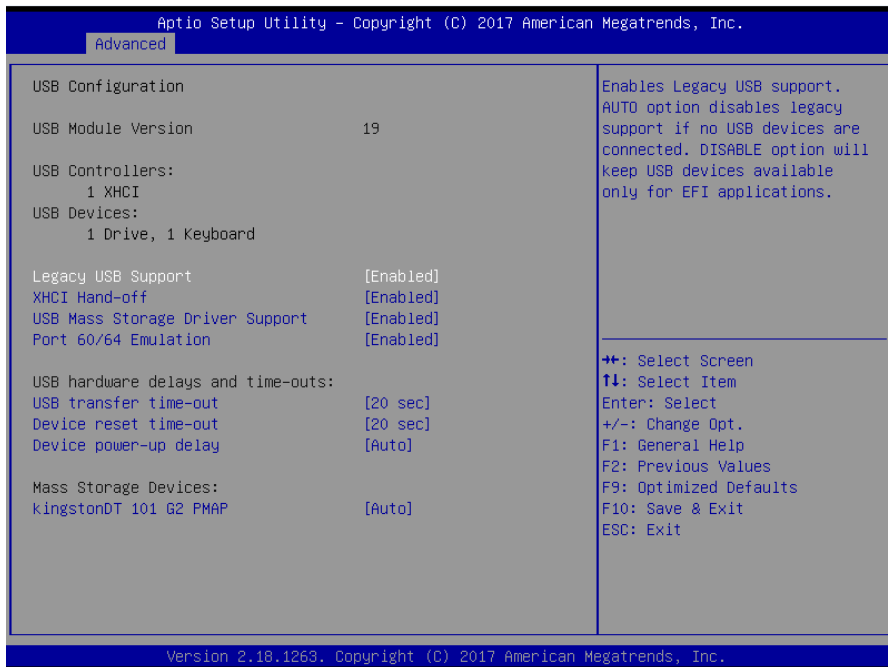 Aptio Setup Utility – Copyright (C) 2017 American Megatrends, Inc.
Advanced
USB Configuration
USB Module Version 19
USB Controllers:
1 XHCI
USB Devices:
1 Drive, 1 Keyboard
Legacy USB Support [Enabled]
XHCI Hand-off [Enabled]
USB Mass Storage Driver Support [Enabled]
Port 60/64 Emulation [Enabled]
USB hardware delays and time-outs:
USB transfer time-out [20 sec]
Device reset time-out [20 sec]
Device power-up delay [Auto]
Mass Storage Devices:
kingstonDT 101 G2 PMAP [Auto]
Enables Legacy USB support.
AUTO option disables legacy
support if no USB devices are
connected. DISABLE option will
keep USB devices available
only for EFI applications.
→←: Select Screen
↑↓: Select Item
Enter: Select
+/-: Change Opt.
F1: General Help
F2: Previous Values
F9: Optimized Defaults
F10: Save & Exit
ESC: Exit
Version 2.18.1263. Copyright (C) 2017 American Megatrends, Inc.